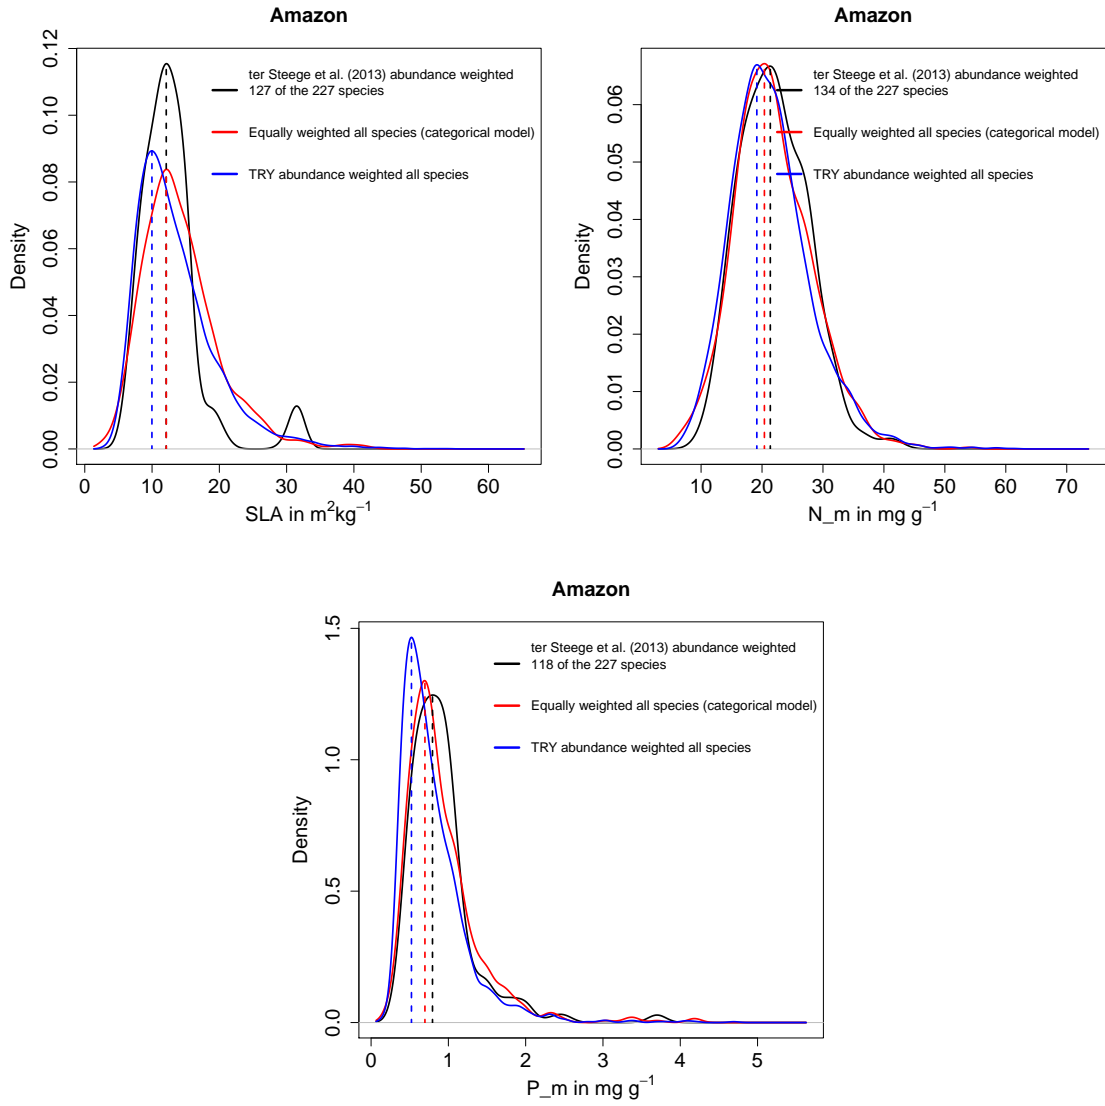 Amazon
0.00 0.02 0.04 0.06 0.08 0.10 0.12
Density
ter Steege et al. (2013) abundance weighted
127 of the 227 species
Equally weighted all species (categorical model)
TRY abundance weighted all species
0 10 20 30 40 50 60
SLA in m²kg⁻¹
Amazon
0.00 0.01 0.02 0.03 0.04 0.05 0.06
Density
ter Steege et al. (2013) abundance weighted
134 of the 227 species
Equally weighted all species (categorical model)
TRY abundance weighted all species
10 20 30 40 50 60 70
N_m in mg g⁻¹
Amazon
0.0 0.5 1.0 1.5
Density
ter Steege et al. (2013) abundance weighted
118 of the 227 species
Equally weighted all species (categorical model)
TRY abundance weighted all species
0 1 2 3 4 5
P_m in mg g⁻¹